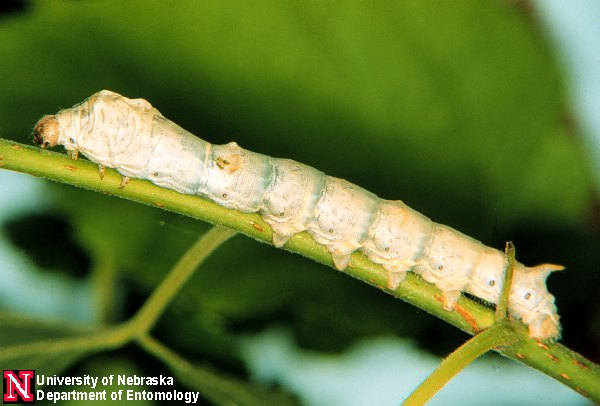 N University of Nebraska
Department of Entomology